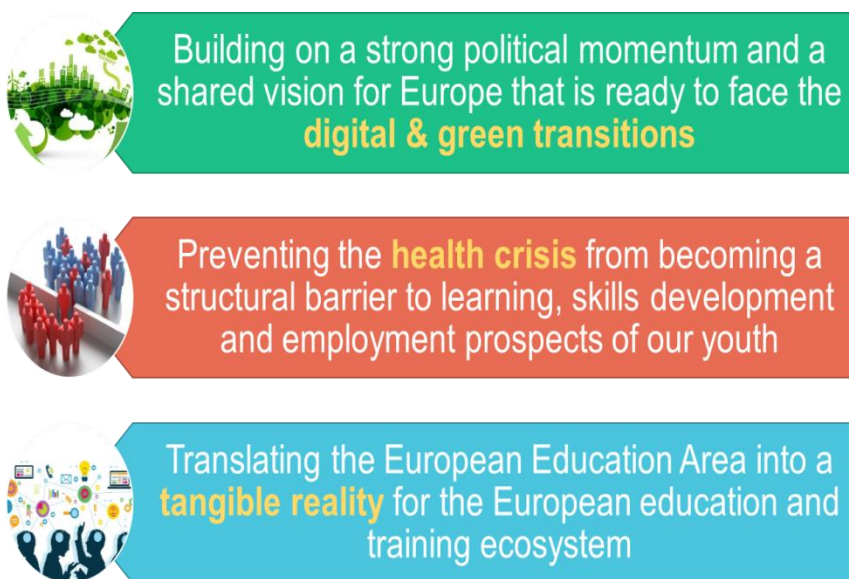 Building on a strong political momentum and a
shared vision for Europe that is ready to face the
digital & green transitions
Preventing the health crisis from becoming a
structural barrier to learning, skills development
and employment prospects of our youth
Translating the European Education Area into a
tangible reality for the European education and
training ecosystem